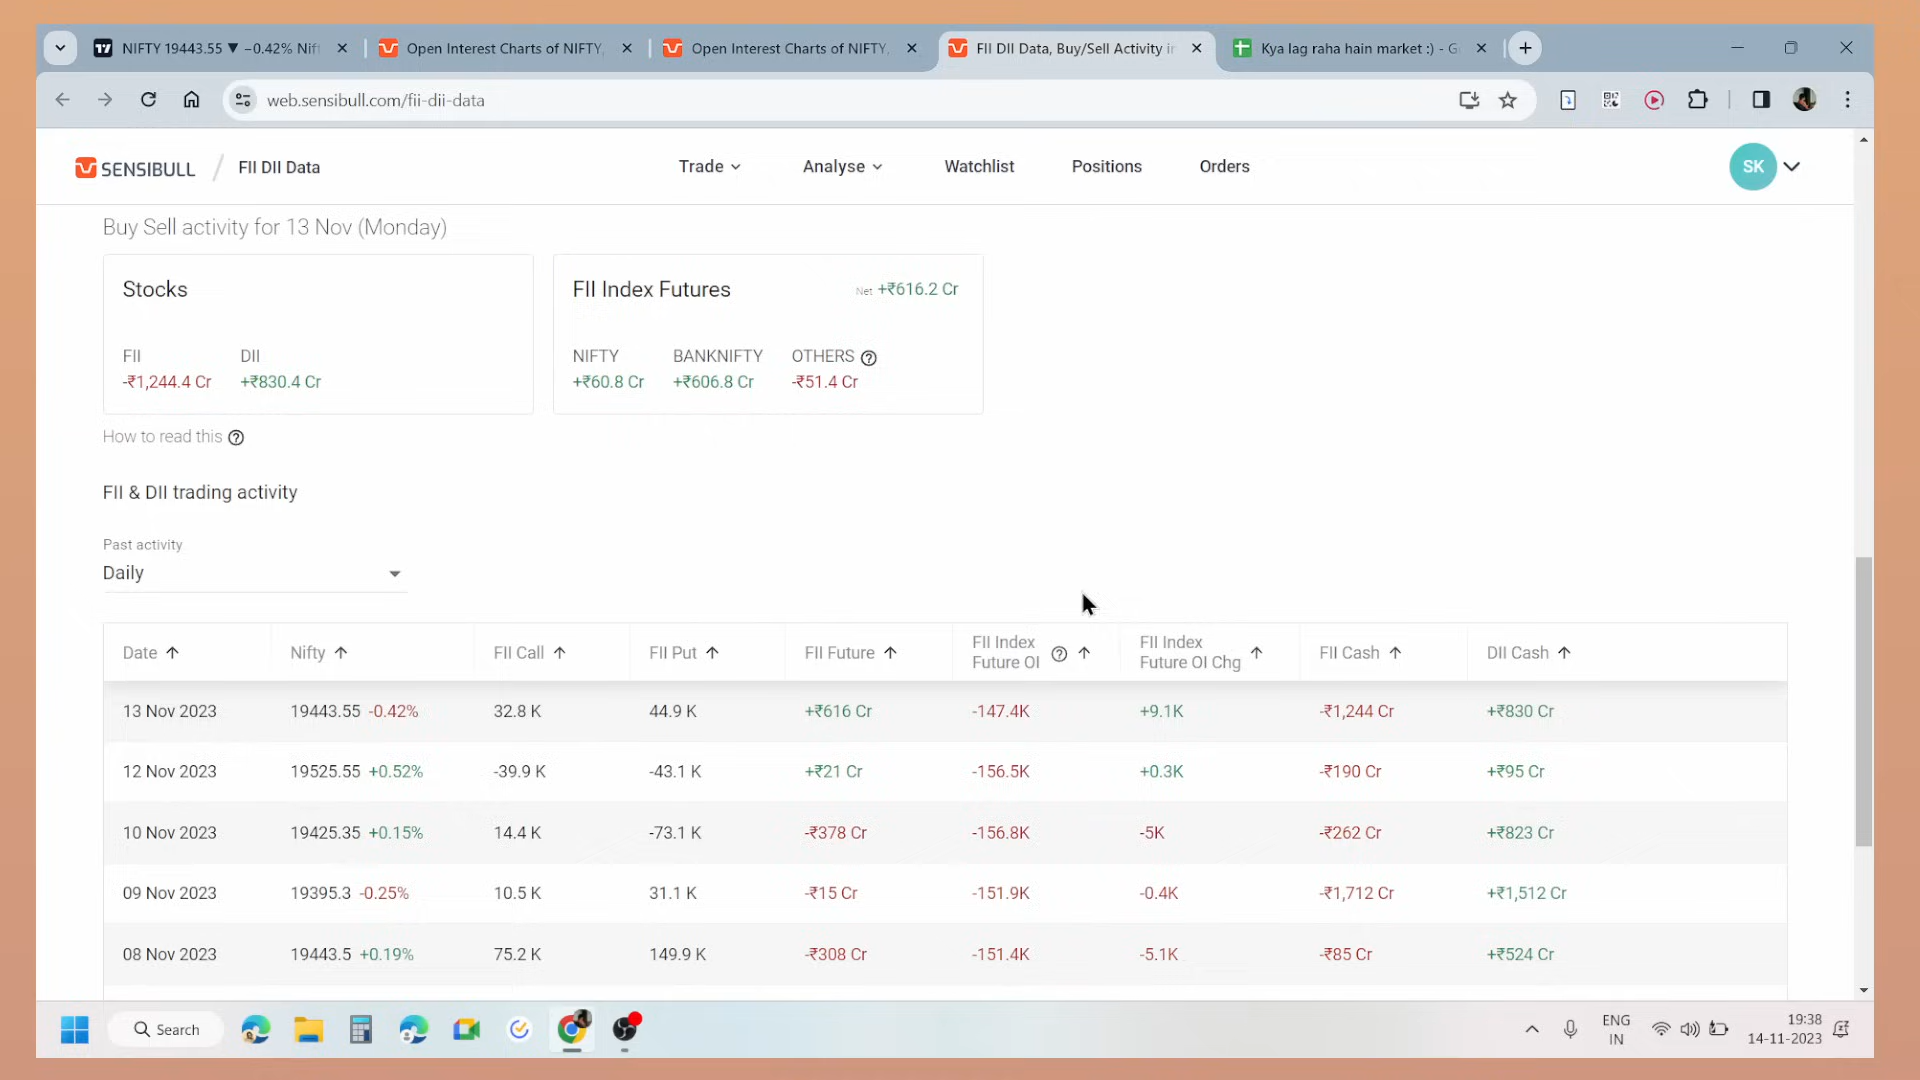 NIFTY 19443.55 ▼ −0.42% Nif
Open Interest Charts of NIFTY,
Open Interest Charts of NIFTY,
FII DII Data, Buy/Sell Activity in
Kya lag raha hain market :) - G
web.sensibull.com/fii-dii-data
SENSIBULL / FII DII Data
Trade
Analyse
Watchlist
Positions
Orders
SK
Buy Sell activity for 13 Nov (Monday)
Stocks
FII DII
-₹1,244.4 Cr +₹830.4 Cr
FII Index Futures Net +₹616.2 Cr
NIFTY BANKNIFTY OTHERS
+₹60.8 Cr +₹606.8 Cr -₹51.4 Cr
How to read this
FII & DII trading activity
Past activity
Daily
Date ↑ Nifty ↑ FII Call ↑ FII Put ↑ FII Future ↑ FII Index Future OI ↑ FII Index Future OI Chg ↑ FII Cash ↑ DII Cash ↑
13 Nov 2023 19443.55 -0.42% 32.8 K 44.9 K +₹616 Cr -147.4K +9.1K -₹1,244 Cr +₹830 Cr
12 Nov 2023 19525.55 +0.52% -39.9 K -43.1 K +₹21 Cr -156.5K +0.3K -₹190 Cr +₹95 Cr
10 Nov 2023 19425.35 +0.15% 14.4 K -73.1 K -₹378 Cr -156.8K -5K -₹262 Cr +₹823 Cr
09 Nov 2023 19395.3 -0.25% 10.5 K 31.1 K -₹15 Cr -151.9K -0.4K -₹1,712 Cr +₹1,512 Cr
08 Nov 2023 19443.5 +0.19% 75.2 K 149.9 K -₹308 Cr -151.4K -5.1K -₹85 Cr +₹524 Cr
Search
ENG
IN
19:38
14-11-2023